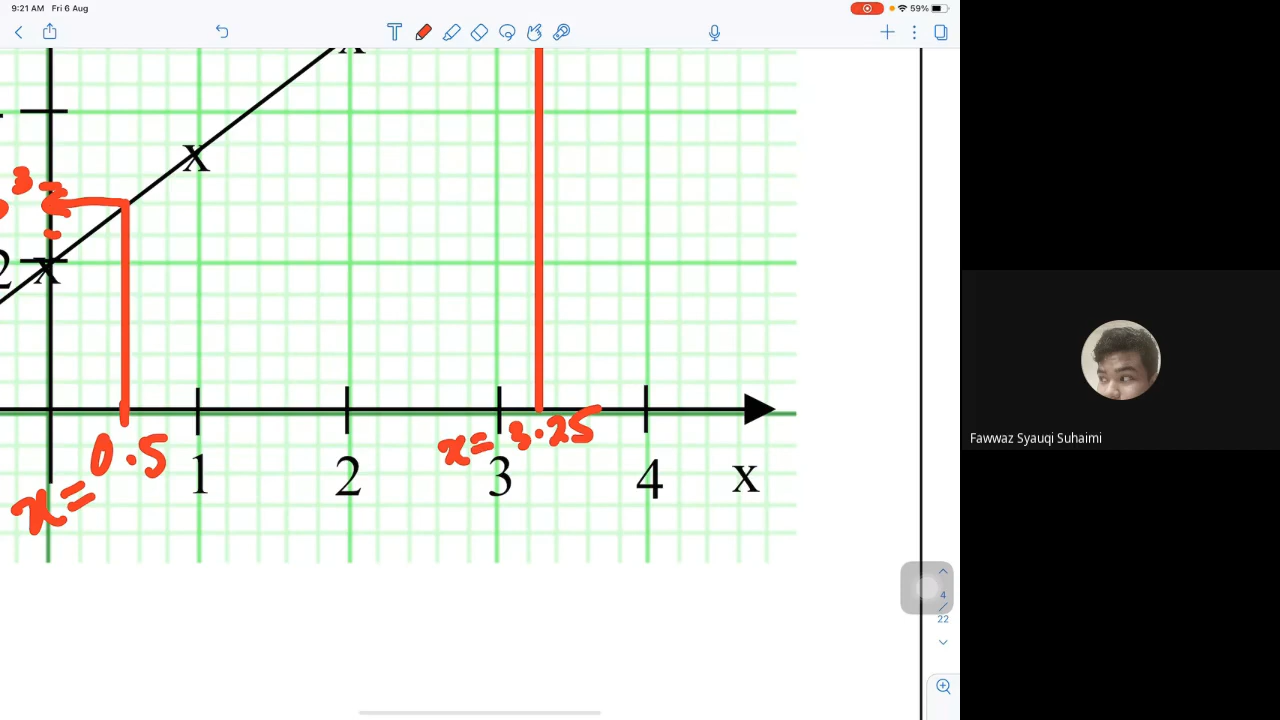 9:21 AM Fri 6 Aug
59%
T
x
x
3
2
x
x = 0.5
x = 3.25
1
2
3
4
x
4
/
22
Fawwaz Syauqi Suhaimi